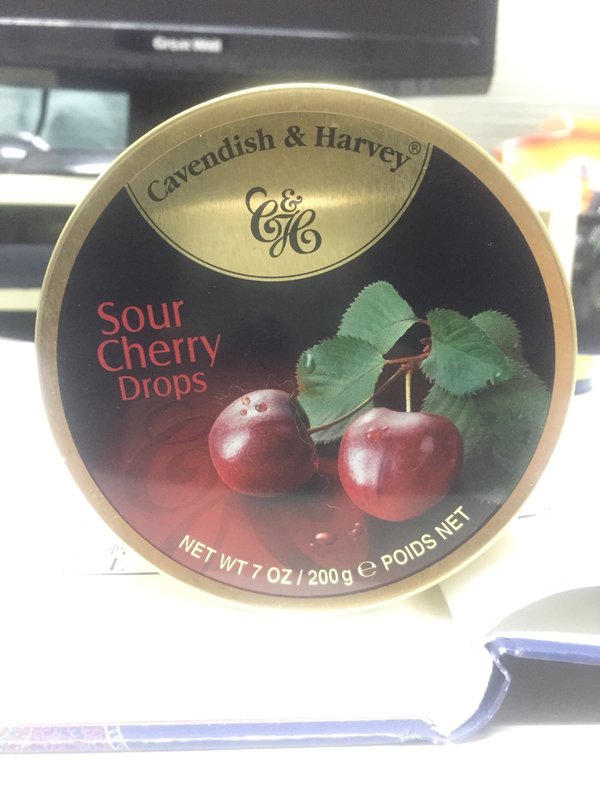 Cavendish & Harvey®
C&H
Sour
Cherry
Drops
NET WT 7 OZ / 200 g ℮ POIDS NET